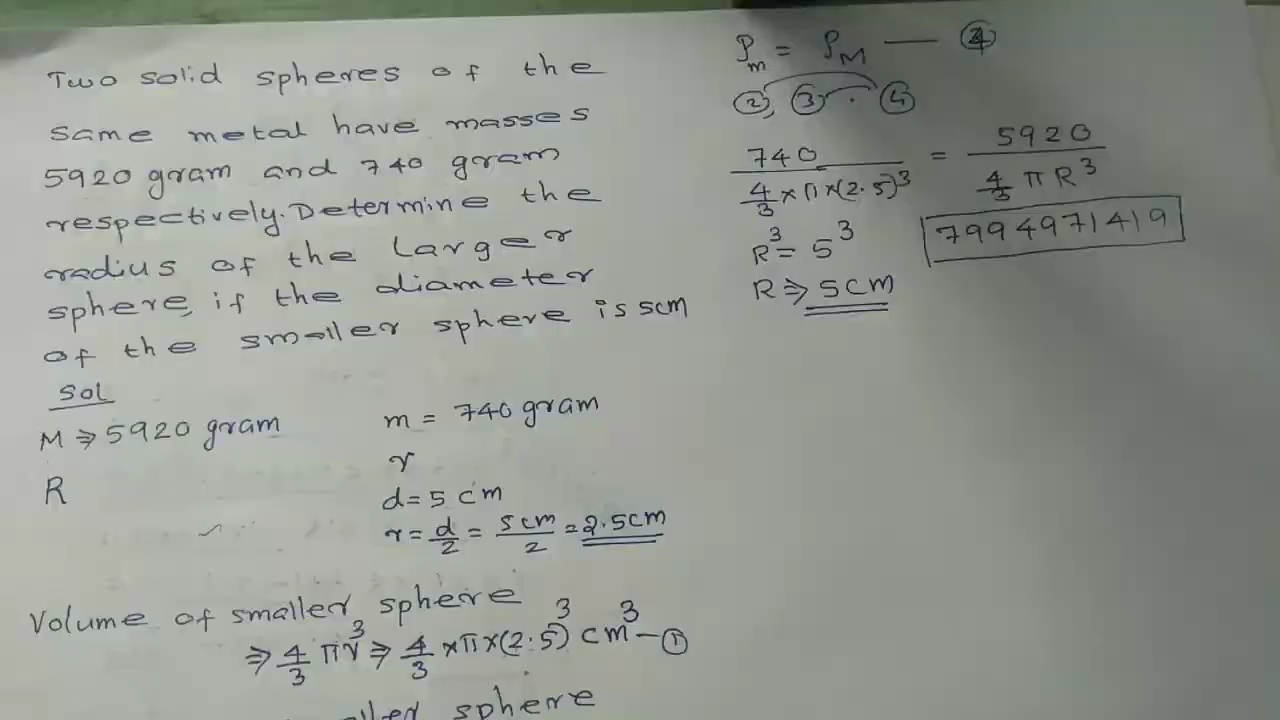 Two solid spheres of the
same metal have masses
5920 gram and 740 gram
respectively. Determine the
radius of the larger
sphere, if the diameter
of the smaller sphere is 5cm
Sol
M ⇒ 5920 gram
R
m = 740 gram
r
d = 5 cm
r = d/2 = 5cm/2 = 2.5cm
Volume of smaller sphere
⇒ 4/3 πr³ ⇒ 4/3 × π × (2.5)³ cm³ — ①
sphere
ρm = ρM — ④
②, ③ . ④
740 / (4/3 × π × (2.5)³) = 5920 / (4/3 π R³)
R³ = 5³
R ⇒ 5cm
7994971419